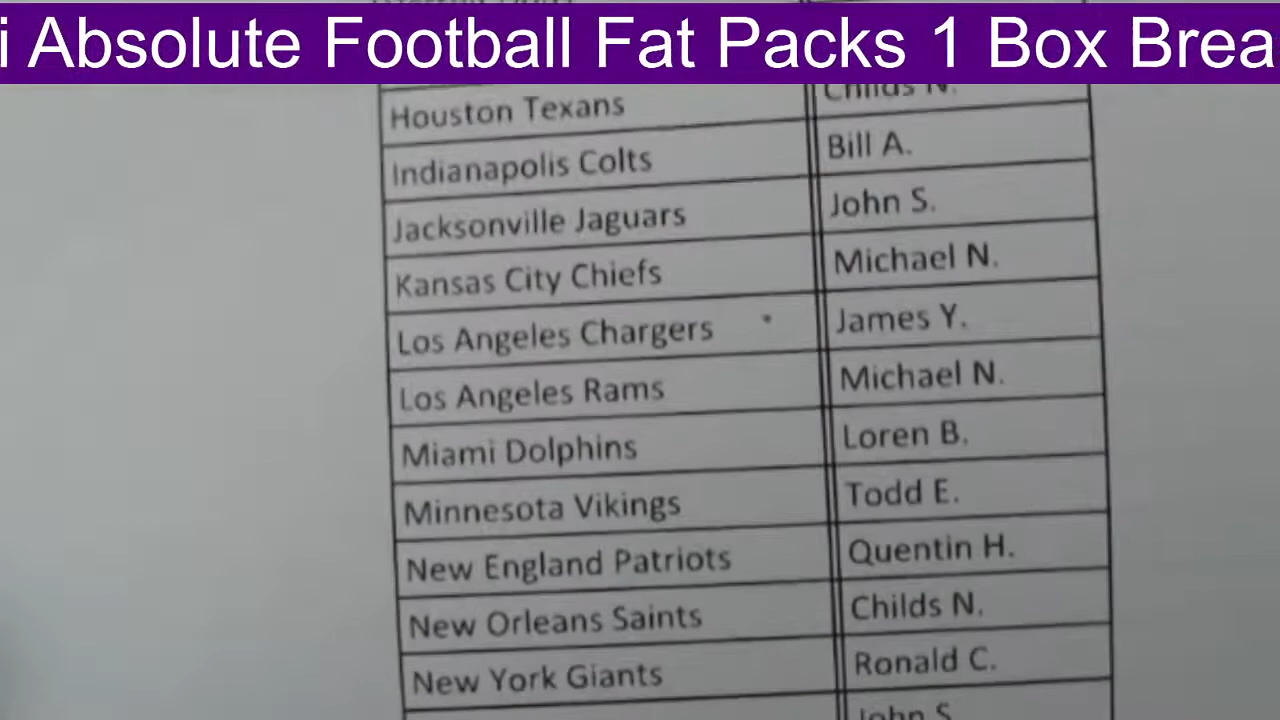 i Absolute Football Fat Packs 1 Box Brea
Houston Texans Childs N.
Indianapolis Colts Bill A.
Jacksonville Jaguars John S.
Kansas City Chiefs Michael N.
Los Angeles Chargers James Y.
Los Angeles Rams Michael N.
Miami Dolphins Loren B.
Minnesota Vikings Todd E.
New England Patriots Quentin H.
New Orleans Saints Childs N.
New York Giants Ronald C.
John S.